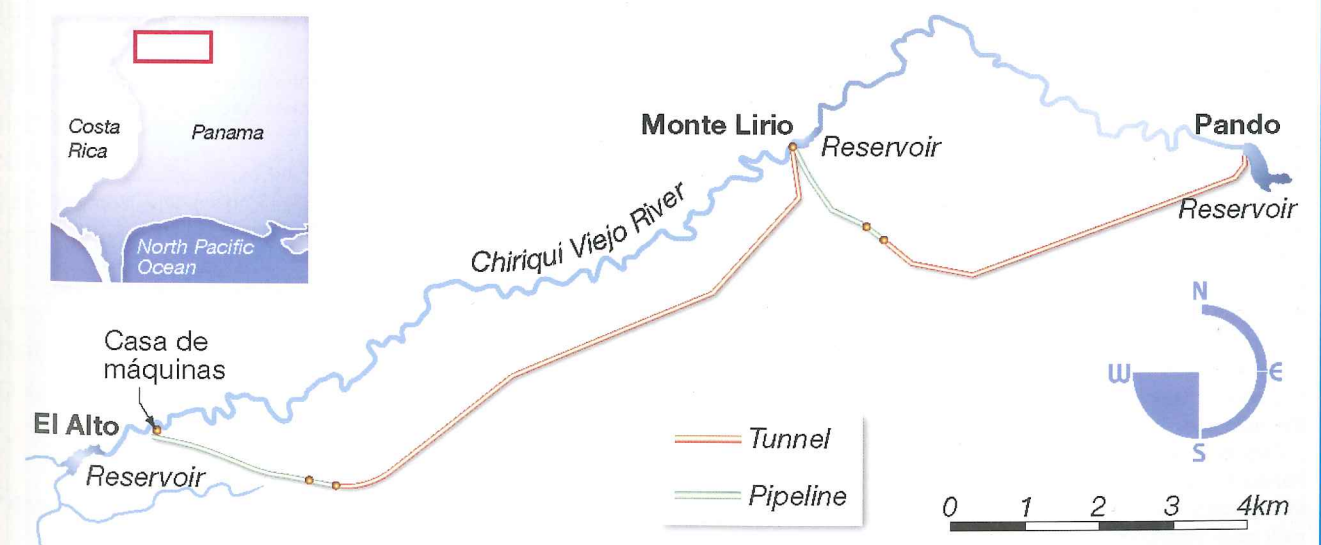 Costa
Rica
Panama
North Pacific
Ocean
Monte Lirio
Reservoir
Pando
Reservoir
Chiriqui Viejo River
Casa de
máquinas
El Alto
Reservoir
Tunnel
Pipeline
N
W
E
S
0 1 2 3 4km